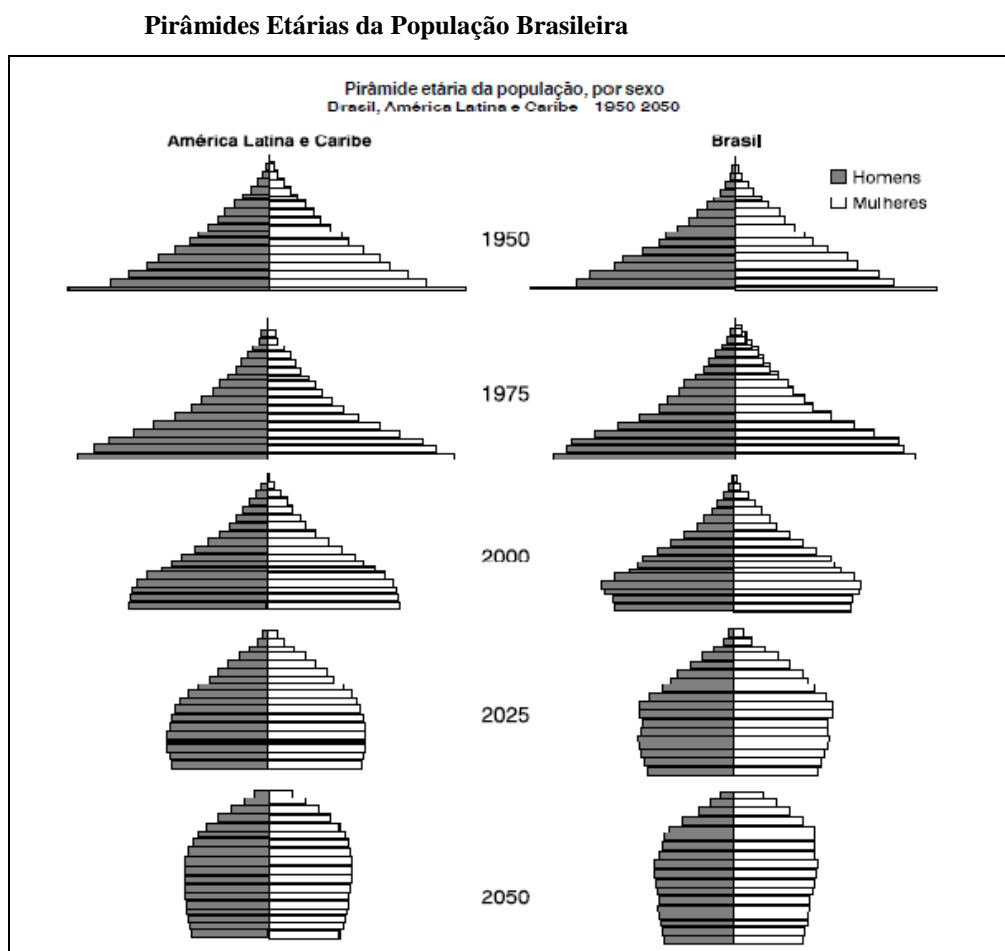 Pirâmides Etárias da População Brasileira
Pirâmide etária da população, por sexo
Brasil, América Latina e Caribe 1950-2050
América Latina e Caribe
Brasil
Homens
Mulheres
1950
1975
2000
2025
2050